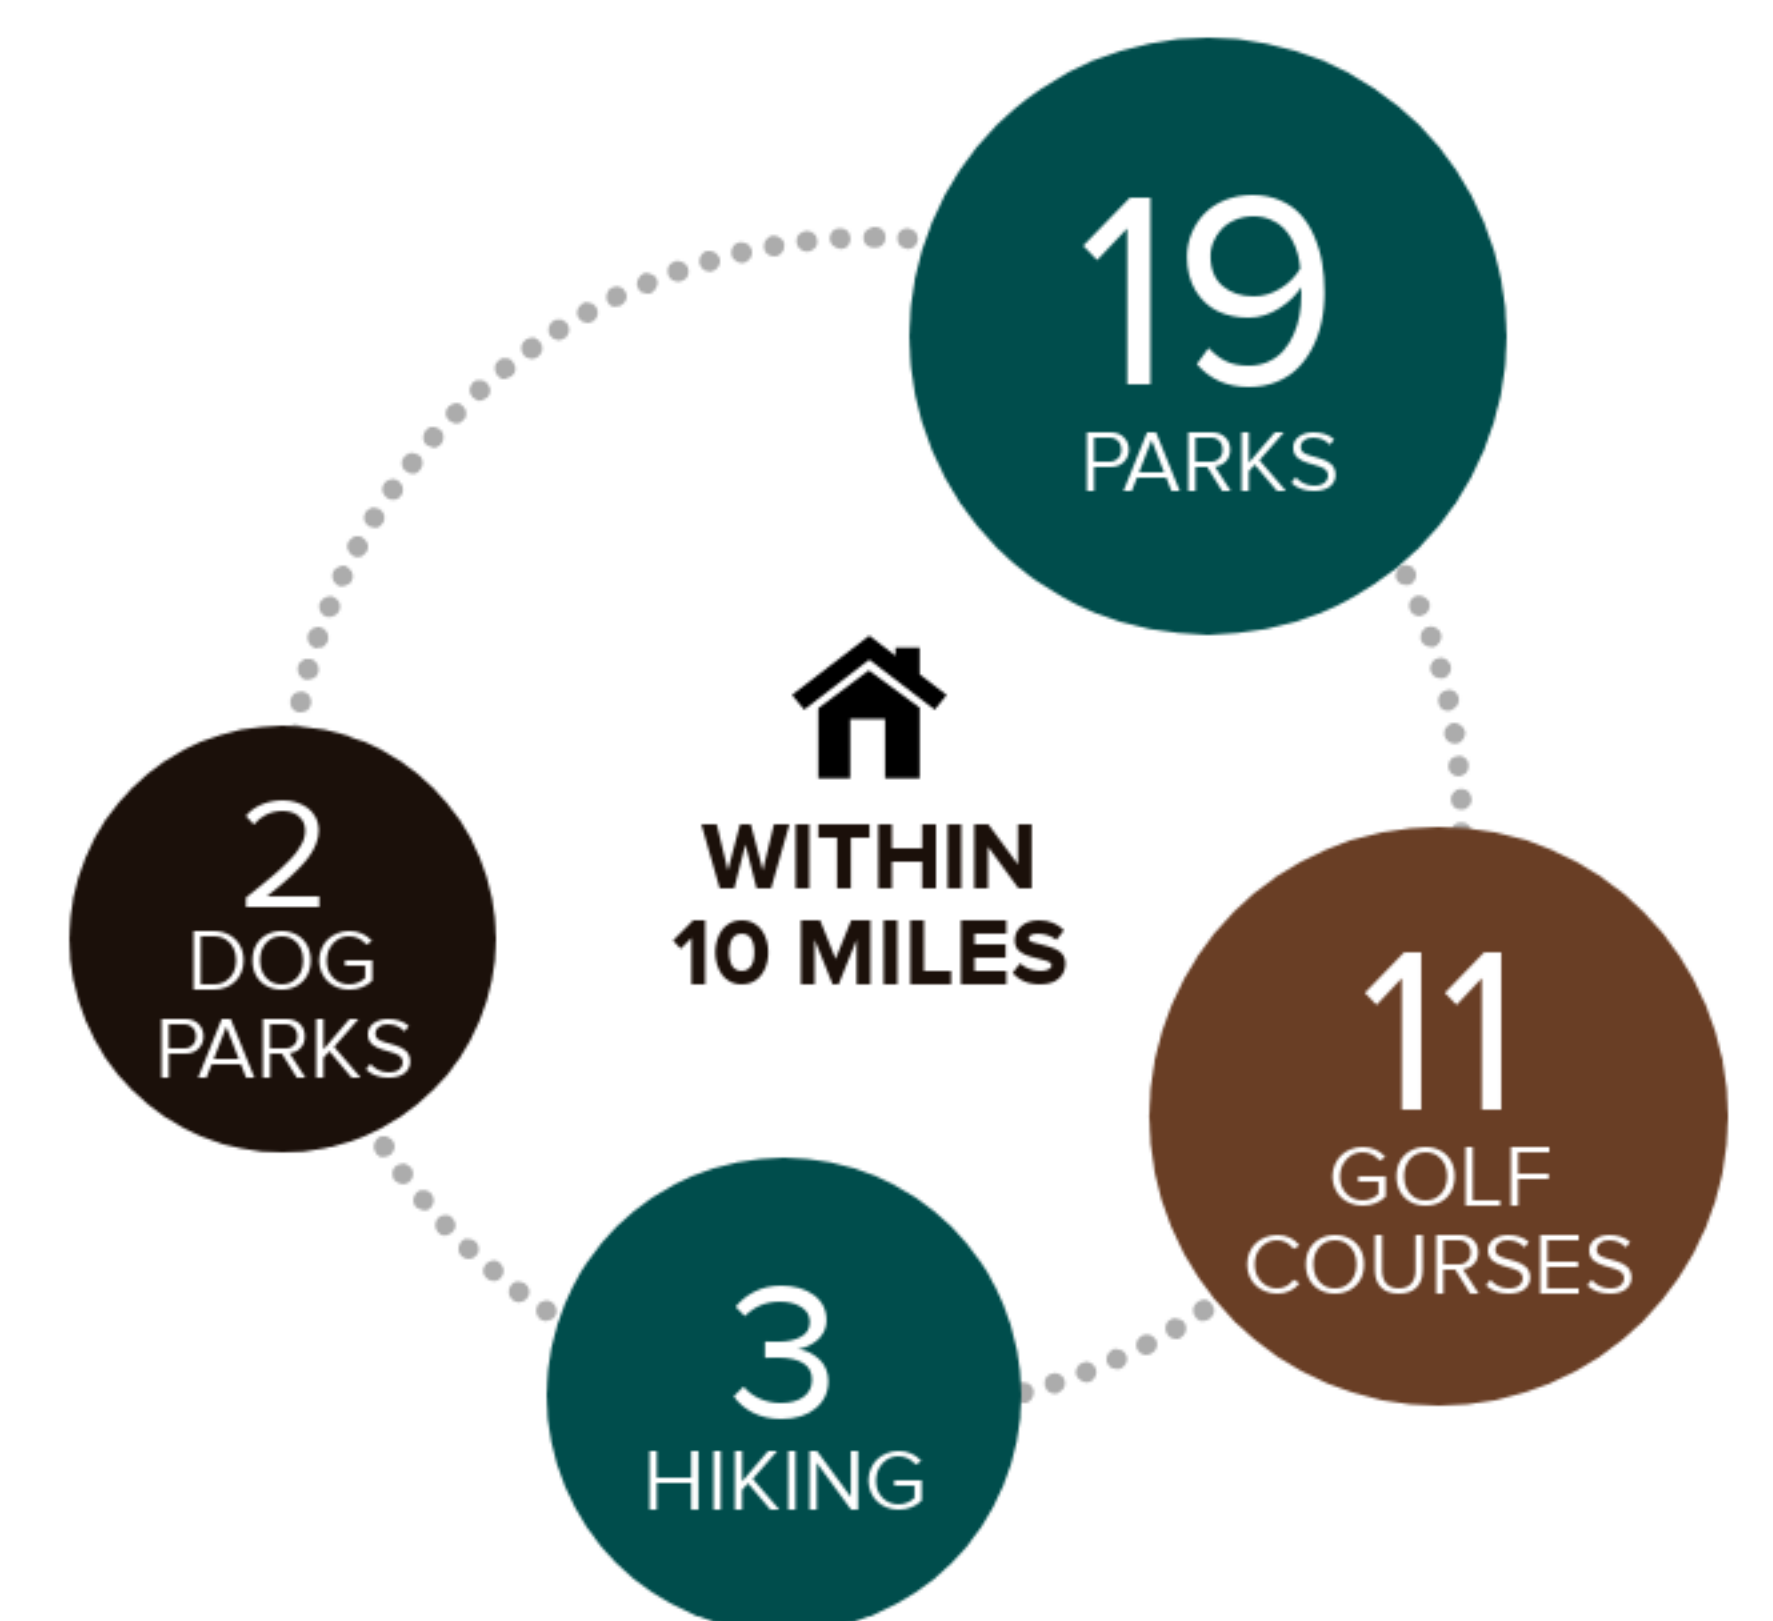 19
PARKS
WITHIN
10 MILES
2
DOG
PARKS
11
GOLF
COURSES
3
HIKING